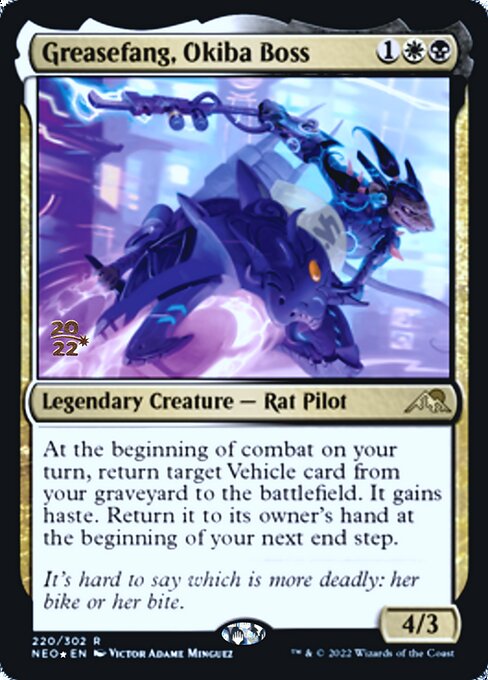 Greasefang, Okiba Boss 1
20
22
Legendary Creature — Rat Pilot
At the beginning of combat on your
turn, return target Vehicle card from
your graveyard to the battlefield. It gains
haste. Return it to its owner's hand at
the beginning of your next end step.
It's hard to say which is more deadly: her
bike or her bite.
4/3
220/302 R
NEO★EN Victor Adame Minguez ™ & © 2022 Wizards of the Coast